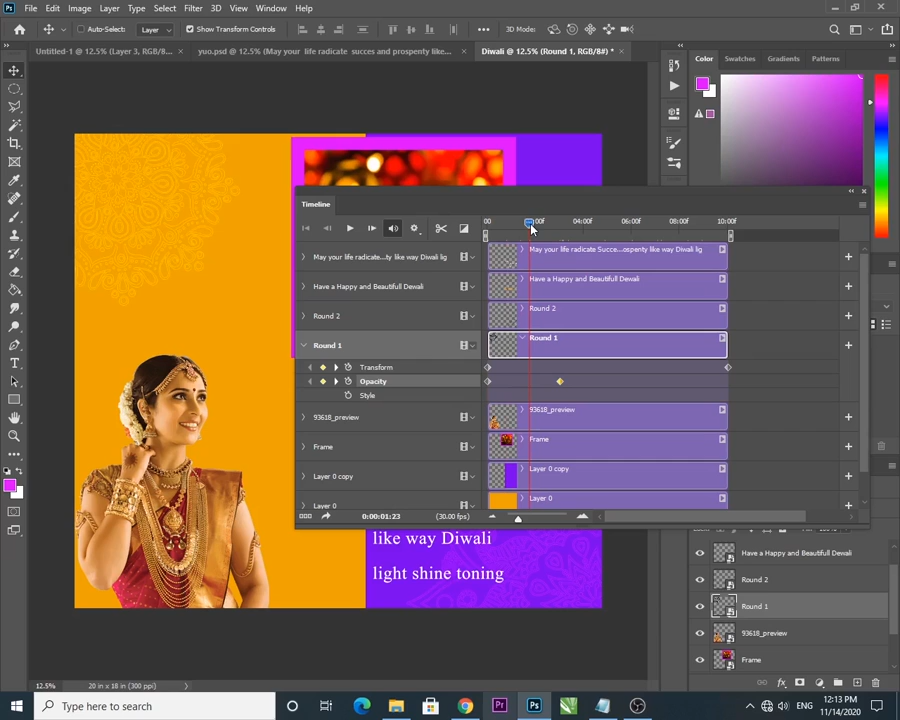 File Edit Image Layer Type Select Filter 3D View Window Help
Auto-Select: Layer Show Transform Controls 3D Mode:
Untitled-1 @ 12.5% (Layer 3, RGB/8... × yuo.psd @ 12.5% (May your life radicate succes and prospenty like... × Diwali @ 12.5% (Round 1, RGB/8#) * ×
Color Swatches Gradients Patterns
Timeline
00 00f 04:00f 06:00f 08:00f 10:00f
May your life radicate...ty like way Diwali lig May your life radicate Succe...ospenty like way Diwali lig
Have a Happy and Beautifull Dewali Have a Happy and Beautifull Dewali
Round 2 Round 2
Round 1 Round 1
Transform
Opacity
Style
93618_preview 93618_preview
Frame Frame
Layer 0 copy Layer 0 copy
Layer 0 Layer 0
0:00:01:23 (30.00 fps)
like way Diwali
light shine toning
Have a Happy and Beautifull Dewali
Round 2
Round 1
93618_preview
Frame
12.5% 20 in x 18 in (300 ppi)
Type here to search
12:13 PM
11/14/2020